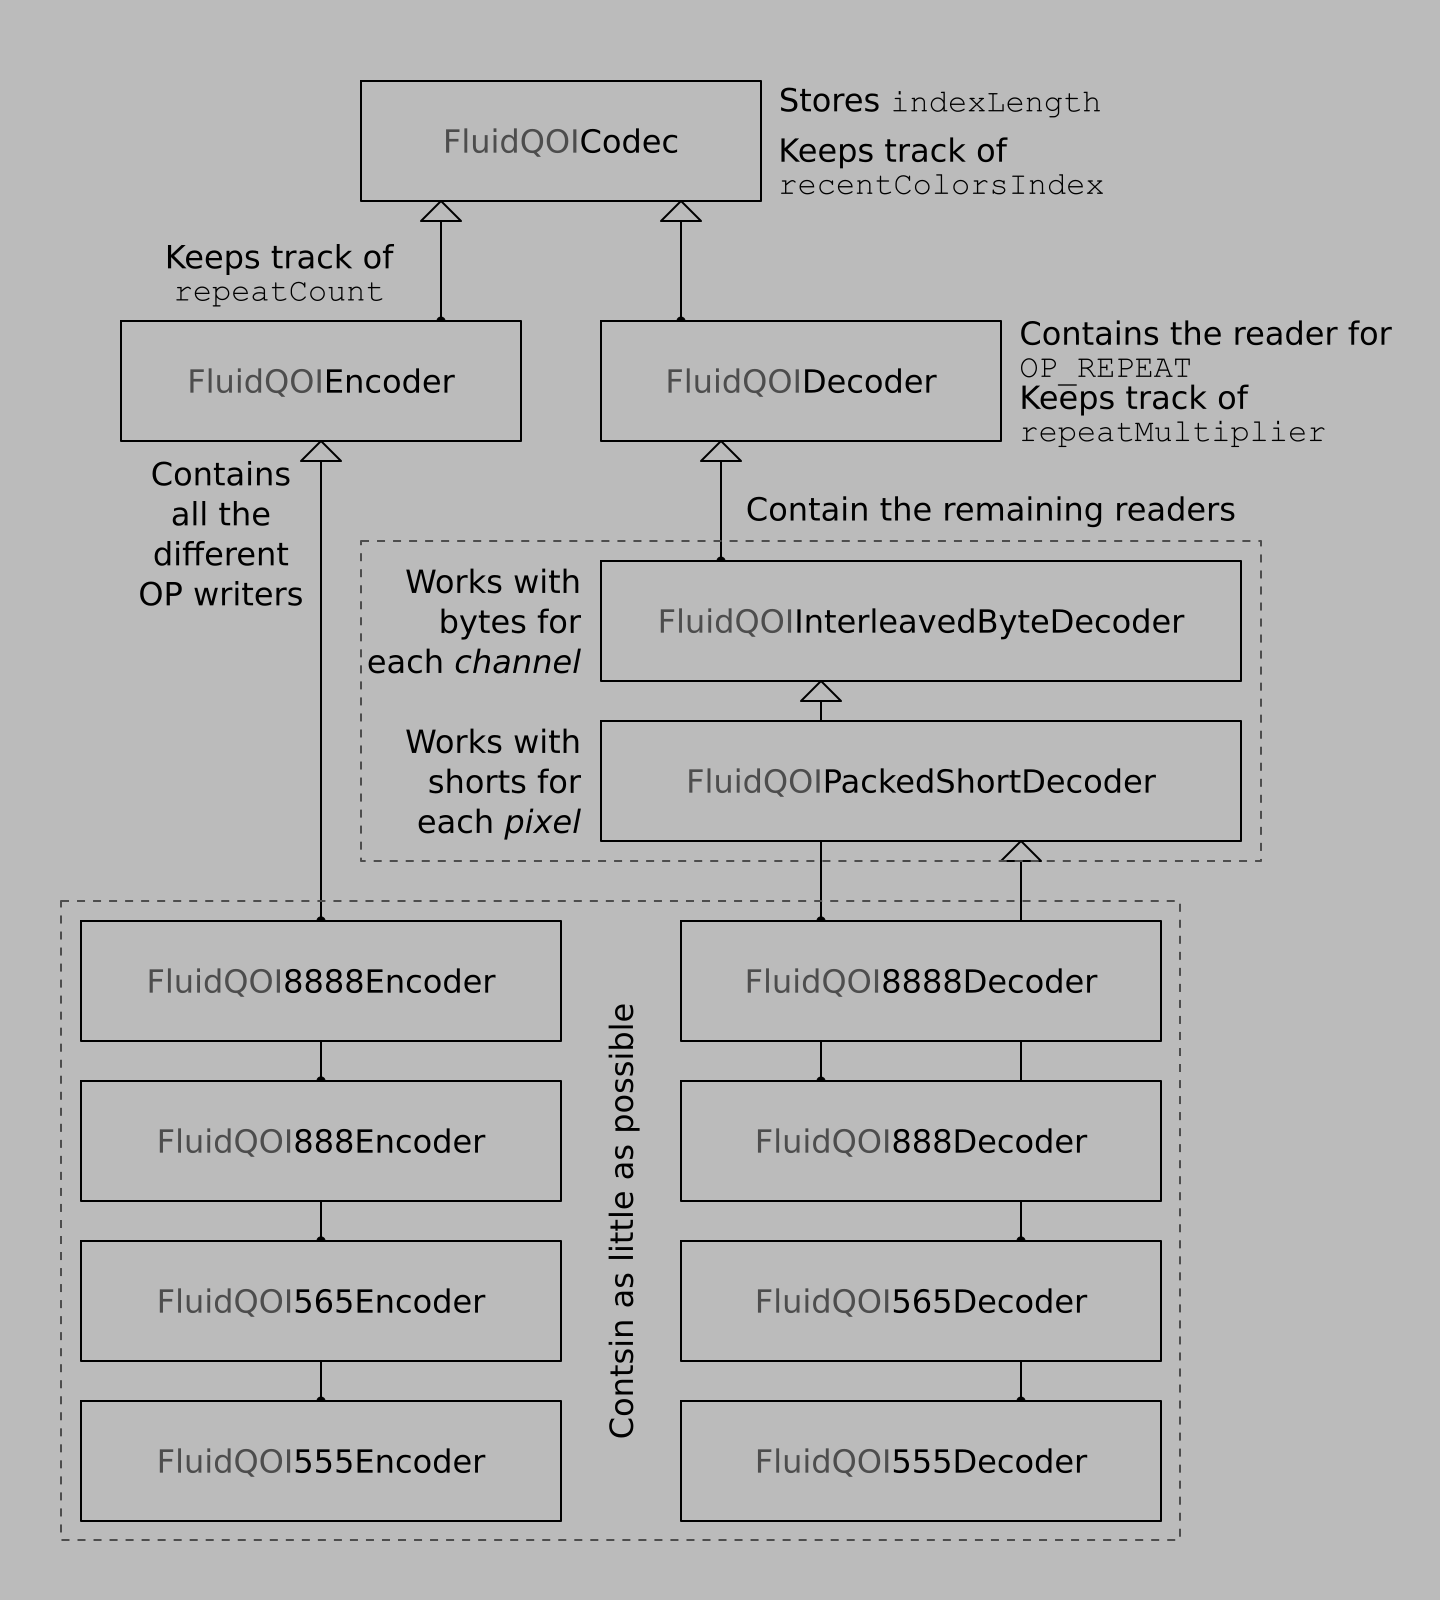 FluidQOICodec
Stores indexLength
Keeps track of
recentColorsIndex
Keeps track of
repeatCount
FluidQOIEncoder
FluidQOIDecoder
Contains the reader for
OP_REPEAT
Keeps track of
repeatMultiplier
Contains
all the
different
OP writers
Contain the remaining readers
Works with
bytes for
each channel
FluidQOIInterleavedByteDecoder
Works with
shorts for
each pixel
FluidQOIPackedShortDecoder
FluidQOI8888Encoder
FluidQOI888Encoder
FluidQOI565Encoder
FluidQOI555Encoder
Contsin as little as possible
FluidQOI8888Decoder
FluidQOI888Decoder
FluidQOI565Decoder
FluidQOI555Decoder